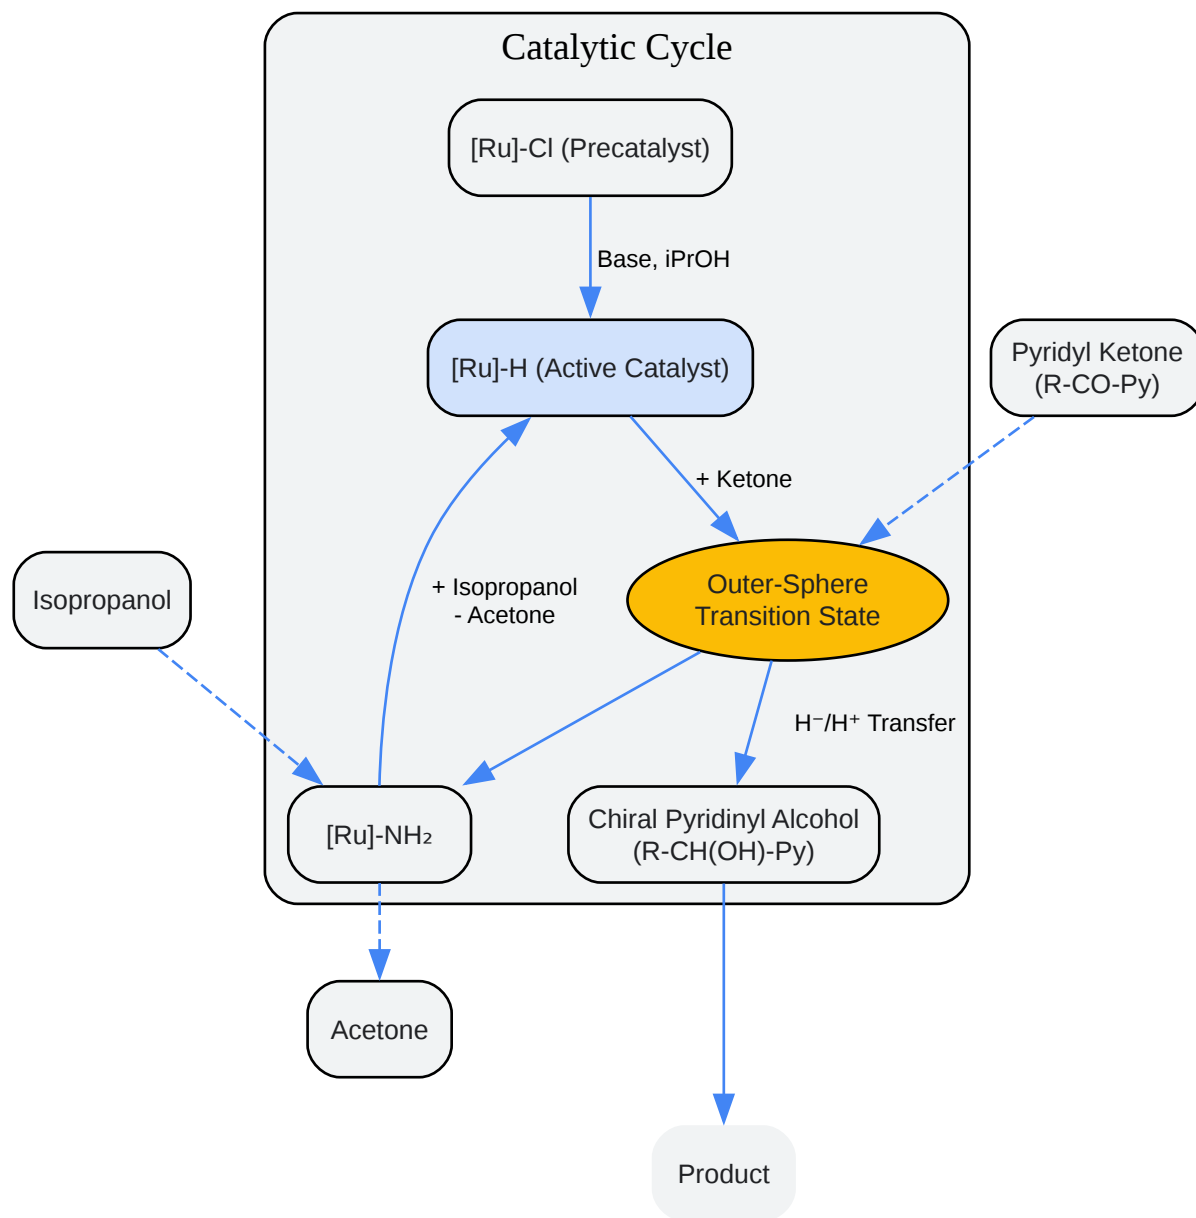 Catalytic Cycle
[Ru]-Cl (Precatalyst)
Base, iPrOH
[Ru]-H (Active Catalyst)
Pyridyl Ketone
(R-CO-Py)
+ Ketone
Isopropanol
+ Isopropanol
- Acetone
Outer-Sphere
Transition State
H⁻/H⁺ Transfer
[Ru]-NH₂
Chiral Pyridinyl Alcohol
(R-CH(OH)-Py)
Acetone
Product